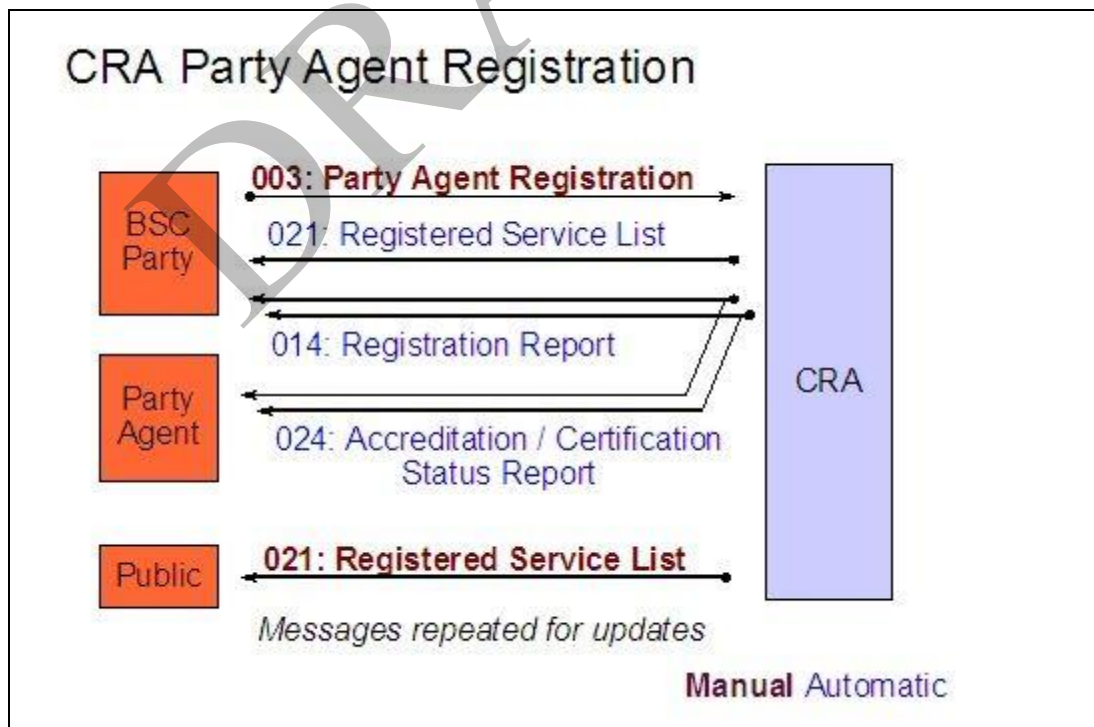 CRA Party Agent Registration
003: Party Agent Registration
BSC
Party
021: Registered Service List
014: Registration Report
CRA
Party
Agent
024: Accreditation / Certification
Status Report
Public
021: Registered Service List
Messages repeated for updates
Manual Automatic
DRA